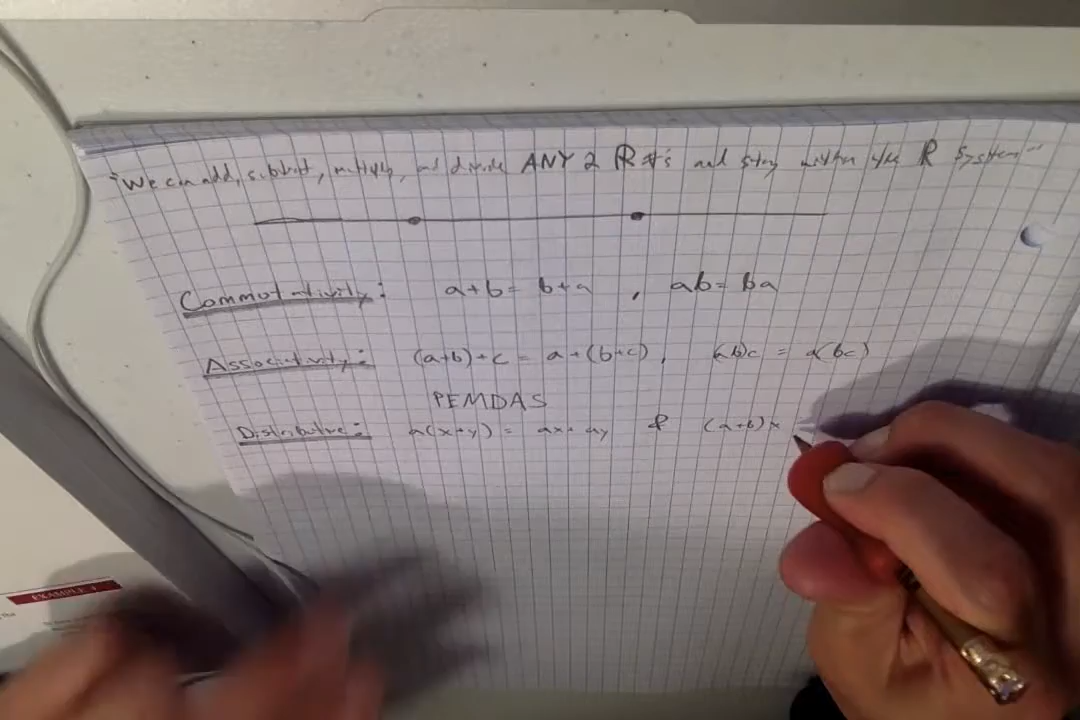 "We can add, subtract, multiply, and divide ANY 2 ℝ #'s and stay within the ℝ system"
Commutativity: a+b = b+a , ab = ba
Associativity: (a+b)+c = a+(b+c), (ab)c = a(bc)
PEMDAS
Distributive: a(x+y) = ax+ay & (a+b)x
EXAMPLE